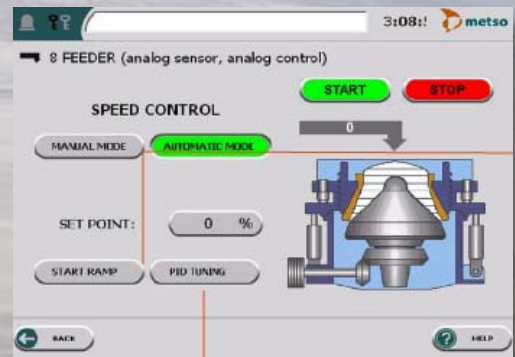 3:08:! metso
8 FEEDER (analog sensor, analog control)
START STOP
SPEED CONTROL
0
MANUAL MODE AUTOMATIC MODE
SET POINT: 0 %
START RAMP PID TUNING
BACK HELP